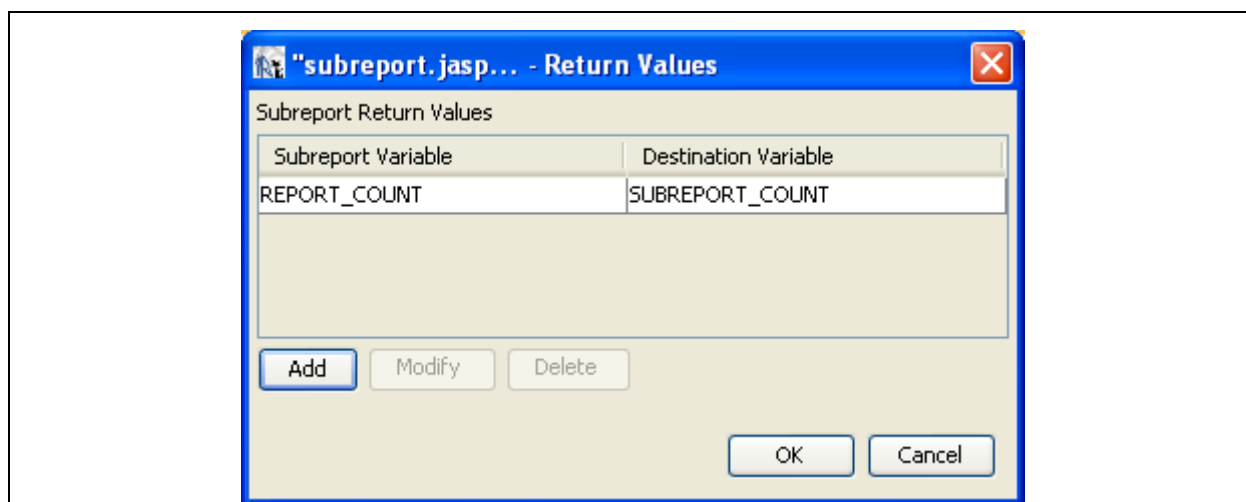 "subreport.jasp... - Return Values
Subreport Return Values
Subreport Variable Destination Variable
REPORT_COUNT SUBREPORT_COUNT
Add Modify Delete
OK Cancel